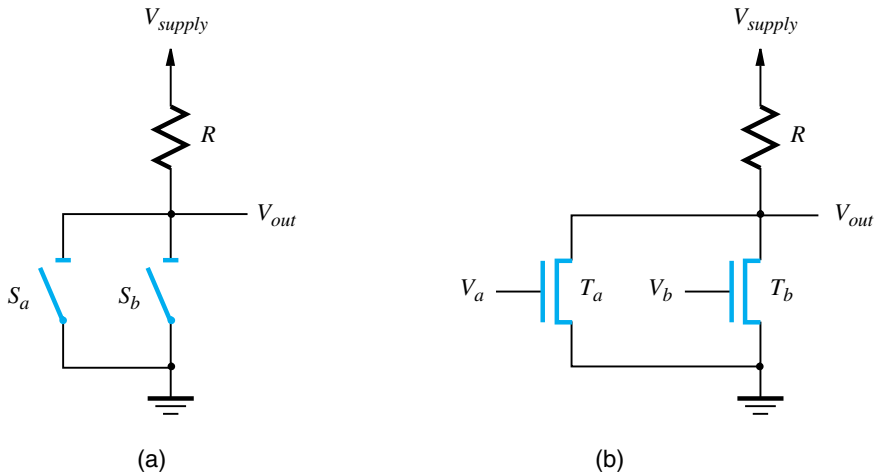 V_supply
R
V_out
S_a
S_b
(a)
V_supply
R
V_out
V_a
T_a
V_b
T_b
(b)